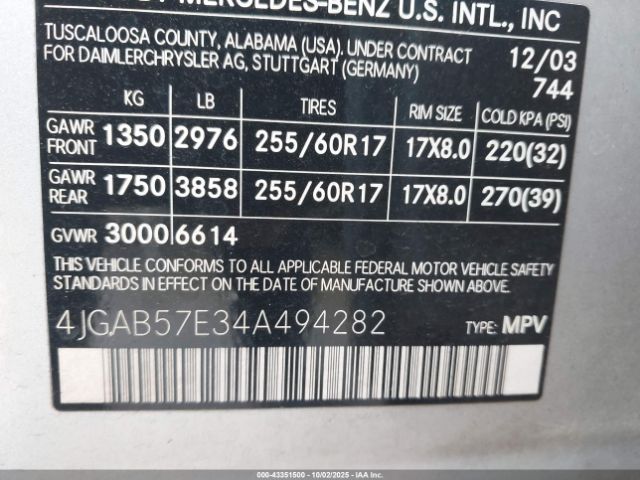 BY MERCEDES-BENZ U.S. INTL., INC
TUSCALOOSA COUNTY, ALABAMA (USA). UNDER CONTRACT 12/03
FOR DAIMLERCHRYSLER AG, STUTTGART (GERMANY) 744
KG LB TIRES RIM SIZE COLD KPA (PSI)
GAWR FRONT 1350 2976 255/60R17 17X8.0 220(32)
GAWR REAR 1750 3858 255/60R17 17X8.0 270(39)
GVWR 3000 6614
THIS VEHICLE CONFORMS TO ALL APPLICABLE FEDERAL MOTOR VEHICLE SAFETY
STANDARDS IN EFFECT ON THE DATE OF MANUFACTURE SHOWN ABOVE.
4JGAB57E34A494282 TYPE: MPV
000-43351500 10/02/2025 IAA HOLDINGS, LLC